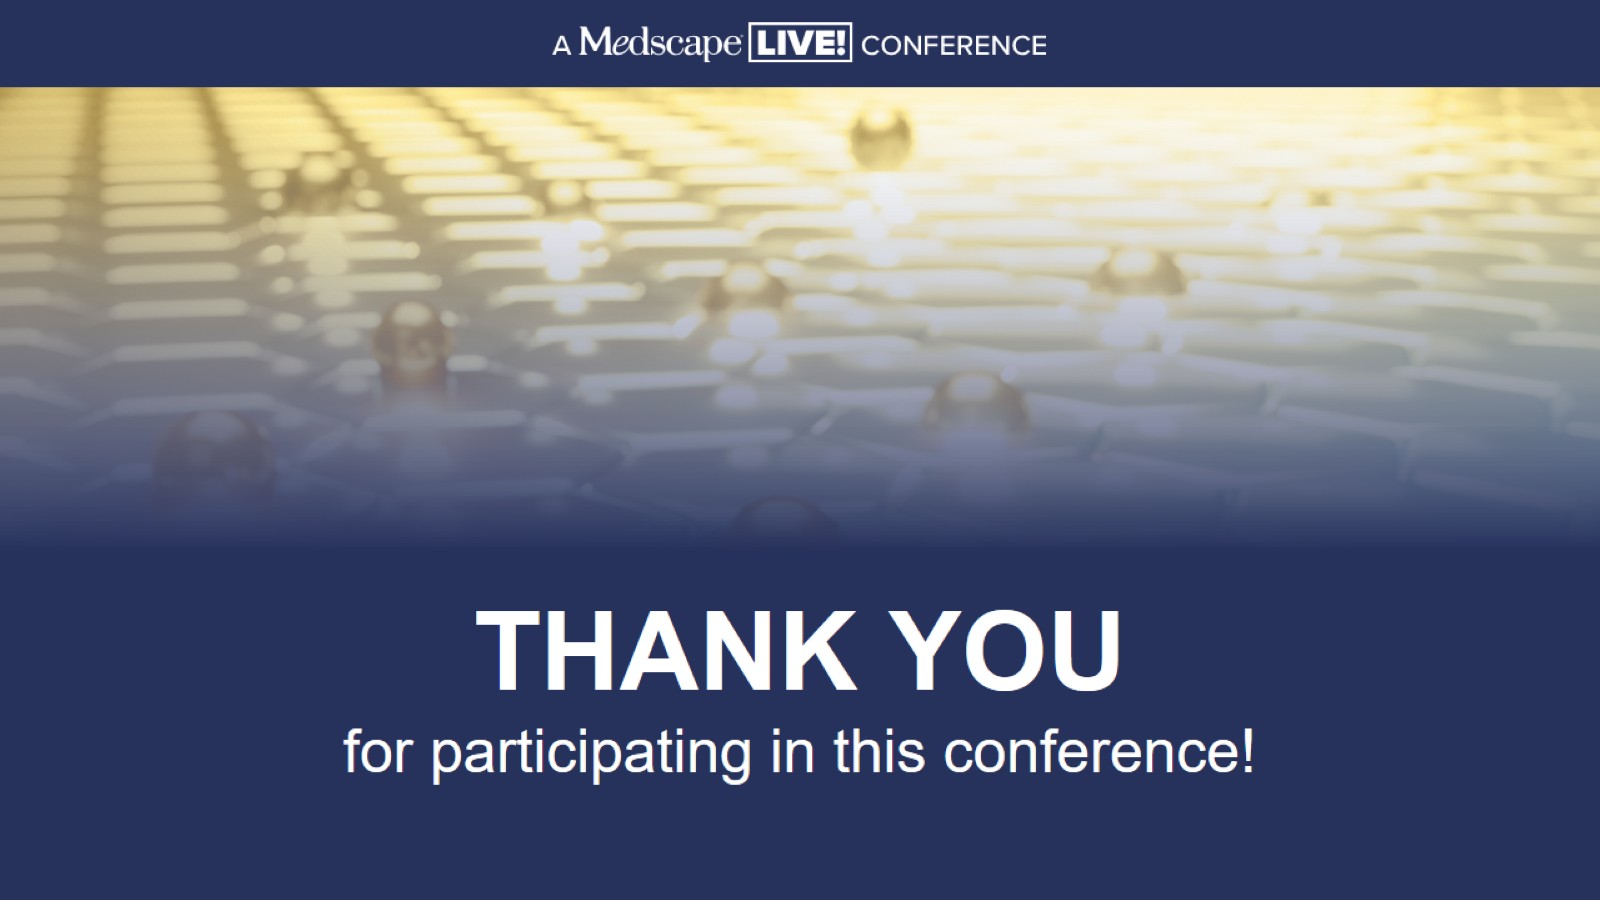 A Medscape LIVE! CONFERENCE
THANK YOU
for participating in this conference!